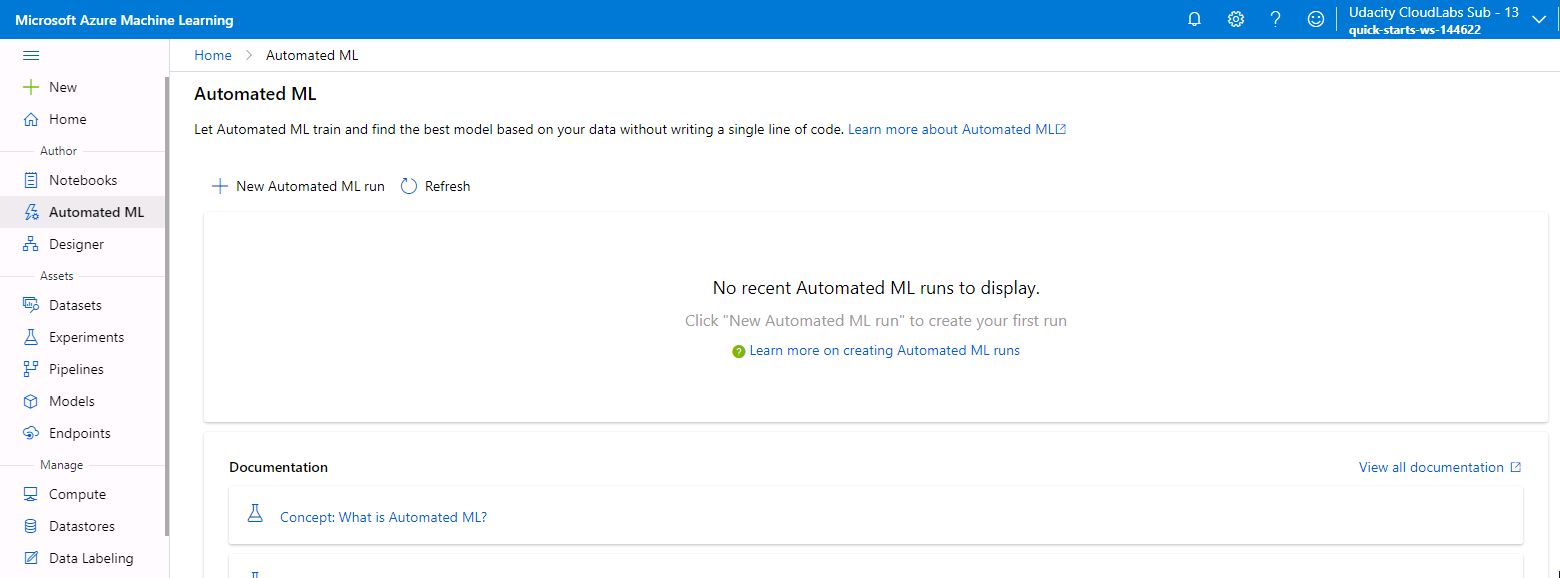 Microsoft Azure Machine Learning
Udacity CloudLabs Sub - 13
quick-starts-ws-144622
Home > Automated ML
New
Home
Author
Notebooks
Automated ML
Designer
Assets
Datasets
Experiments
Pipelines
Models
Endpoints
Manage
Compute
Datastores
Data Labeling
Automated ML
Let Automated ML train and find the best model based on your data without writing a single line of code. Learn more about Automated ML
New Automated ML run Refresh
No recent Automated ML runs to display.
Click "New Automated ML run" to create your first run
? Learn more on creating Automated ML runs
Documentation
View all documentation
Concept: What is Automated ML?